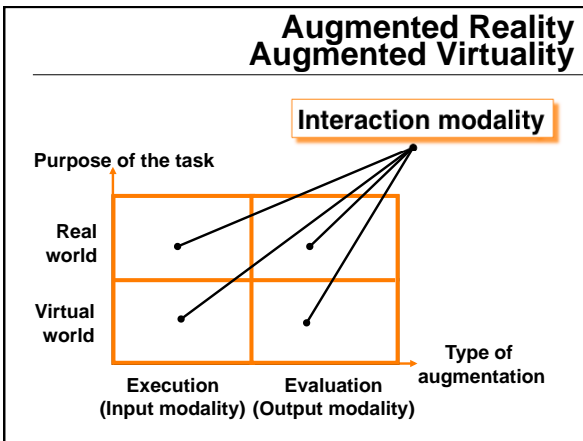 Augmented Reality
Augmented Virtuality
Interaction modality
Purpose of the task
Real
world
Virtual
world
Type of
augmentation
Execution
(Input modality)
Evaluation
(Output modality)